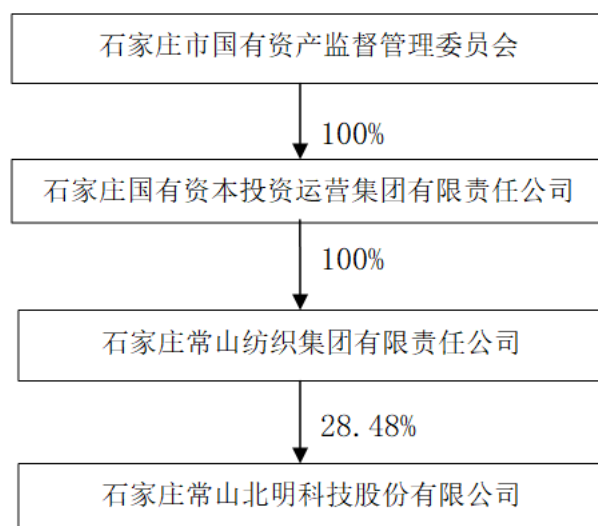 石家庄市国有资产监督管理委员会
100%
石家庄国有资本投资运营集团有限责任公司
100%
石家庄常山纺织集团有限责任公司
28.48%
石家庄常山北明科技股份有限公司